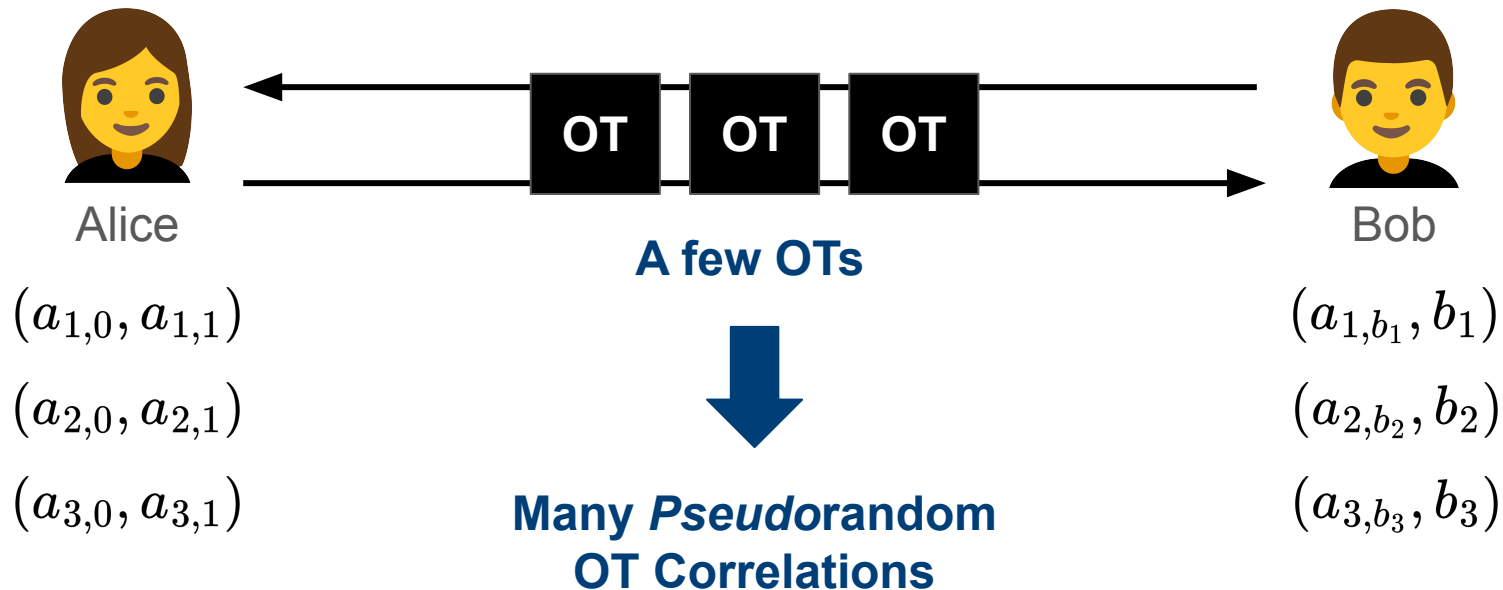 OT OT OT
Alice
Bob
A few OTs
(a_{1,0}, a_{1,1})
(a_{1,b_1}, b_1)
(a_{2,0}, a_{2,1})
(a_{2,b_2}, b_2)
(a_{3,0}, a_{3,1})
(a_{3,b_3}, b_3)
Many Pseudorandom
OT Correlations